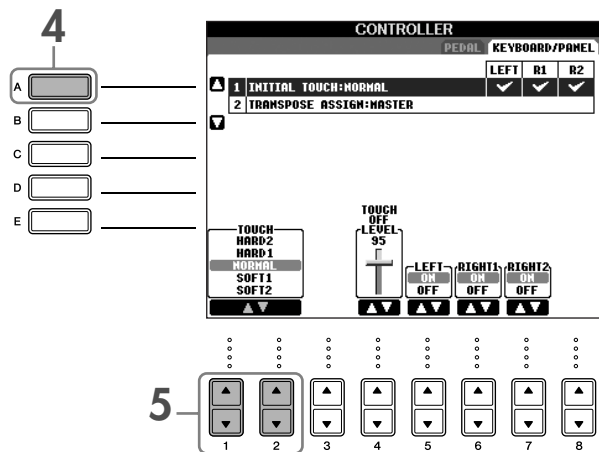 4
CONTROLLER
PEDAL KEYBOARD/PANEL
LEFT R1 R2
A
1 INITIAL TOUCH:NORMAL
B
2 TRANSPOSE ASSIGN:MASTER
C
D
E
TOUCH
HARD2
HARD1
NORMAL
SOFT1
SOFT2
TOUCH
OFF
LEVEL
95
LEFT
ON
OFF
RIGHT1
ON
OFF
RIGHT2
ON
OFF
5
1 2 3 4 5 6 7 8